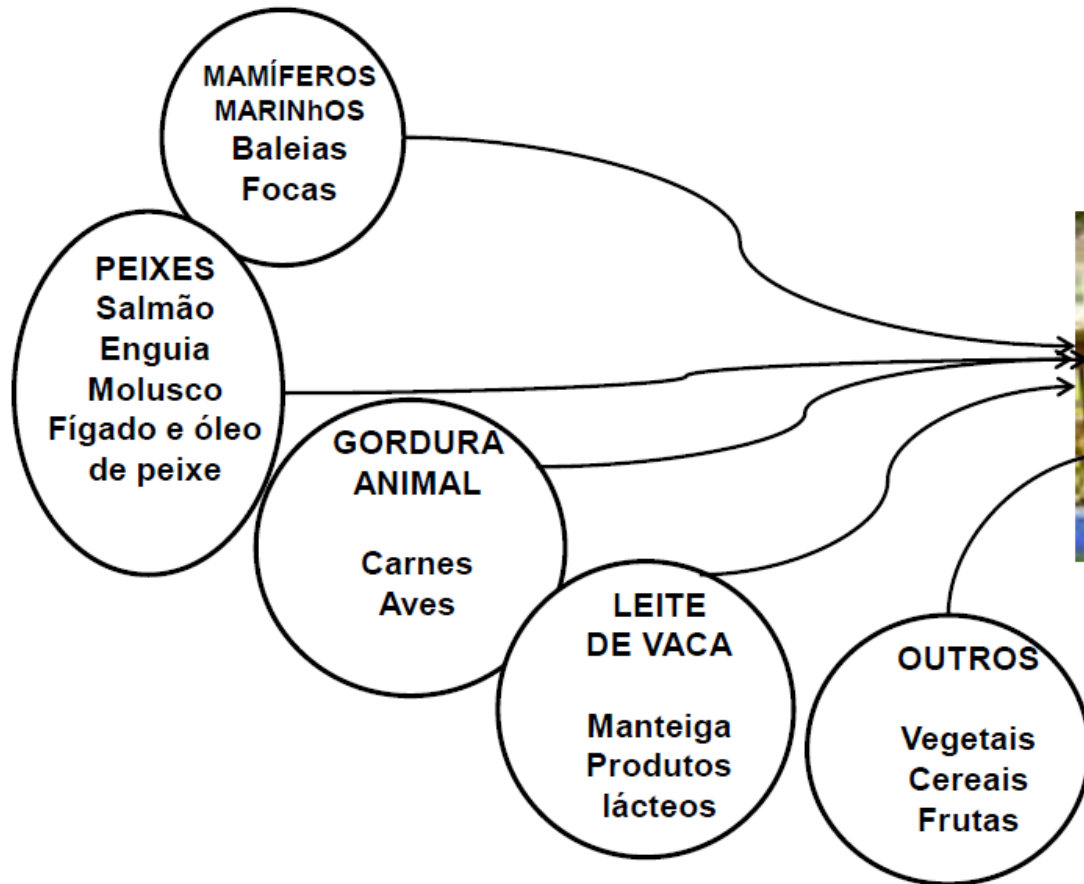 MAMÍFEROS
MARINhOS
Baleias
Focas
PEIXES
Salmão
Enguia
Molusco
Fígado e óleo
de peixe
GORDURA
ANIMAL
Carnes
Aves
LEITE
DE VACA
Manteiga
Produtos
lácteos
OUTROS
Vegetais
Cereais
Frutas